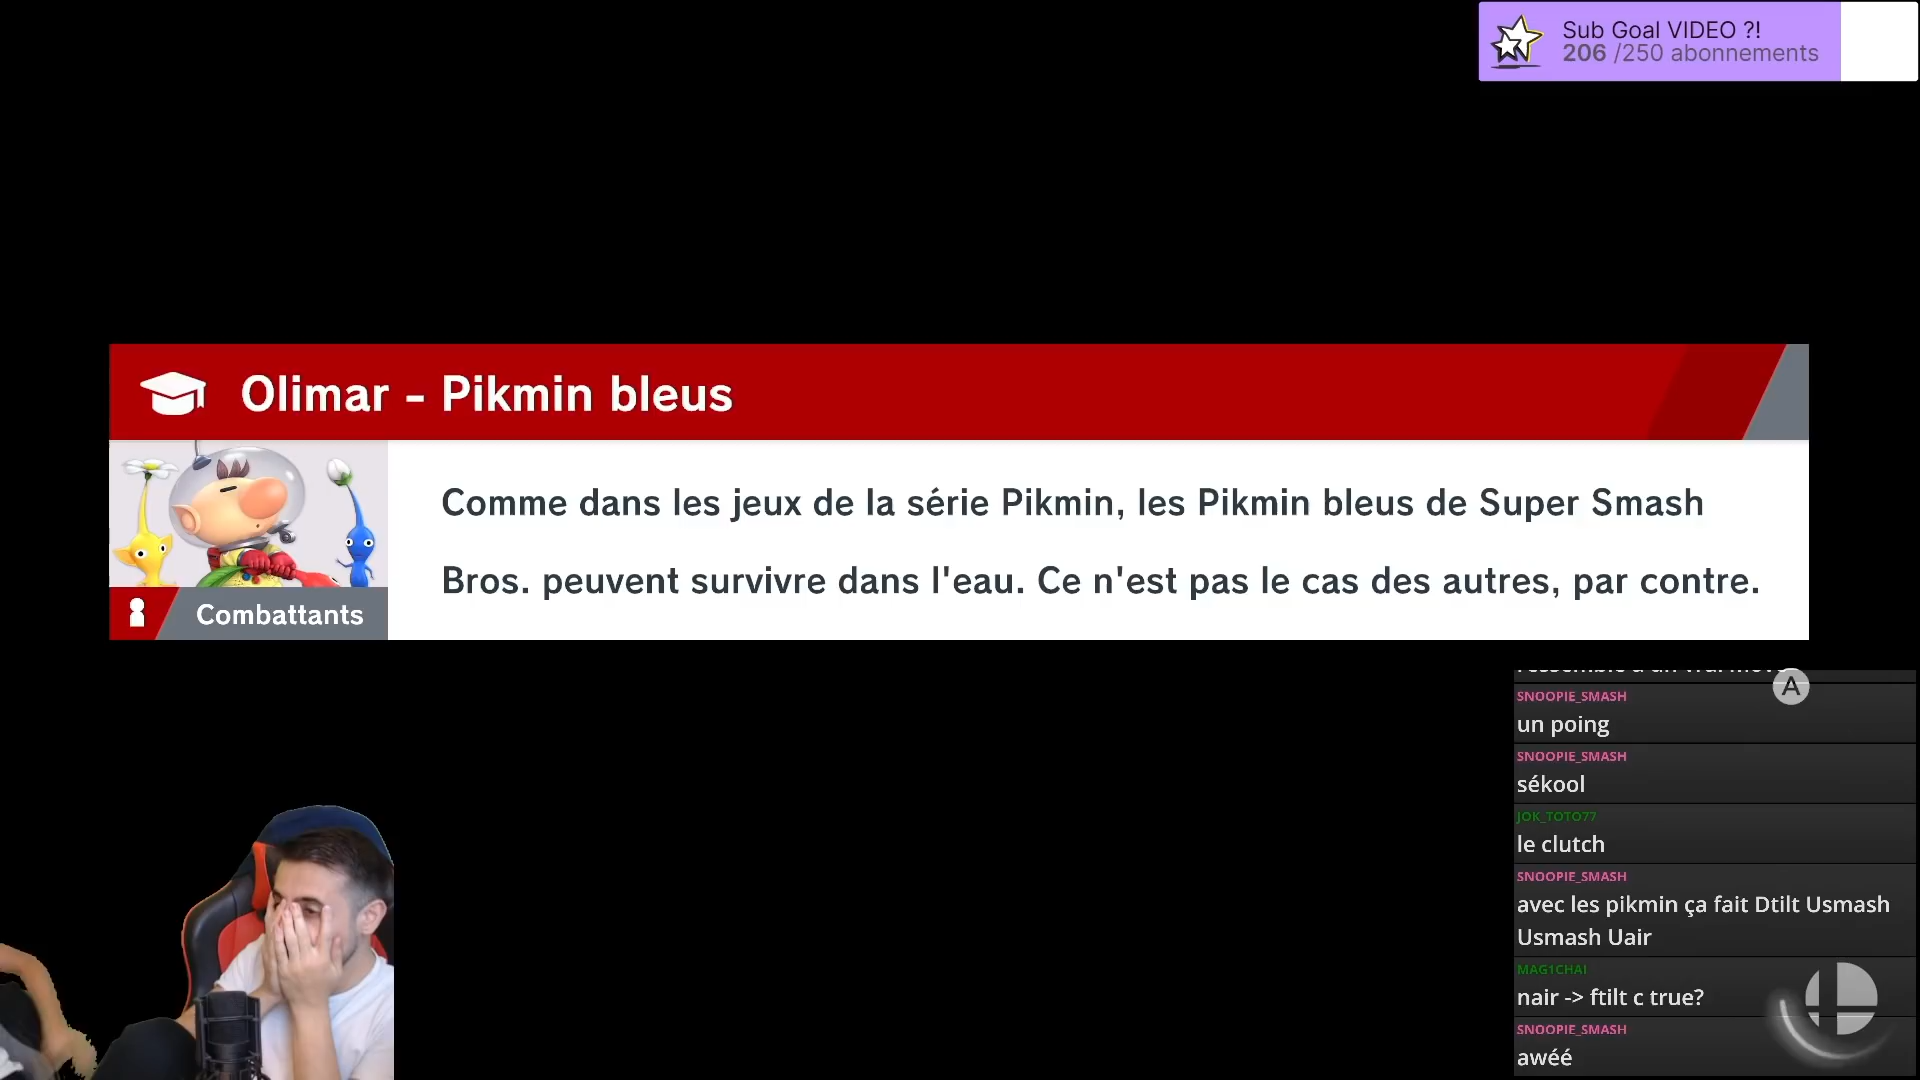 Sub Goal VIDEO ?!
206 /250 abonnements
Olimar - Pikmin bleus
Comme dans les jeux de la série Pikmin, les Pikmin bleus de Super Smash
Bros. peuvent survivre dans l'eau. Ce n'est pas le cas des autres, par contre.
Combattants
A
SNOOPIE_SMASH
un poing
SNOOPIE_SMASH
sékool
JOK_TOTO77
le clutch
SNOOPIE_SMASH
avec les pikmin ça fait Dtilt Usmash
Usmash Uair
MAG1CHAI
nair -> ftilt c true?
SNOOPIE_SMASH
awéé